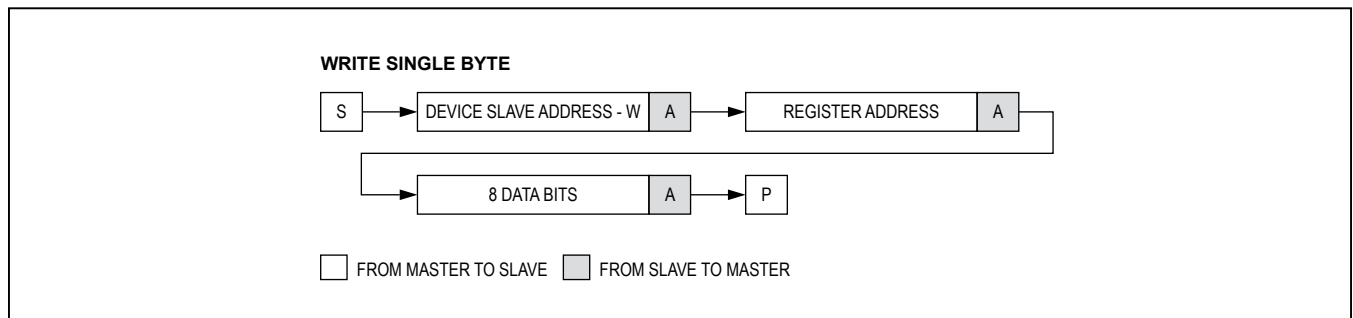 WRITE SINGLE BYTE
S DEVICE SLAVE ADDRESS - W A REGISTER ADDRESS A
8 DATA BITS A P
FROM MASTER TO SLAVE FROM SLAVE TO MASTER